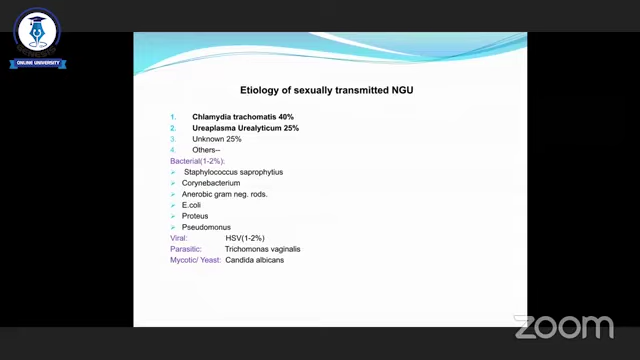 ONLINE UNIVERSITY
Etiology of sexually transmitted NGU
1. Chlamydia trachomatis 40%
2. Ureaplasma Urealyticum 25%
3. Unknown 25%
4. Others--
Bacterial(1-2%):
Staphylococcus saprophytius
Corynebacterium
Anerobic gram neg. rods.
E.coli
Proteus
Pseudomonus
Viral: HSV(1-2%)
Parasitic: Trichomonas vaginalis
Mycotic/ Yeast: Candida albicans
zoom